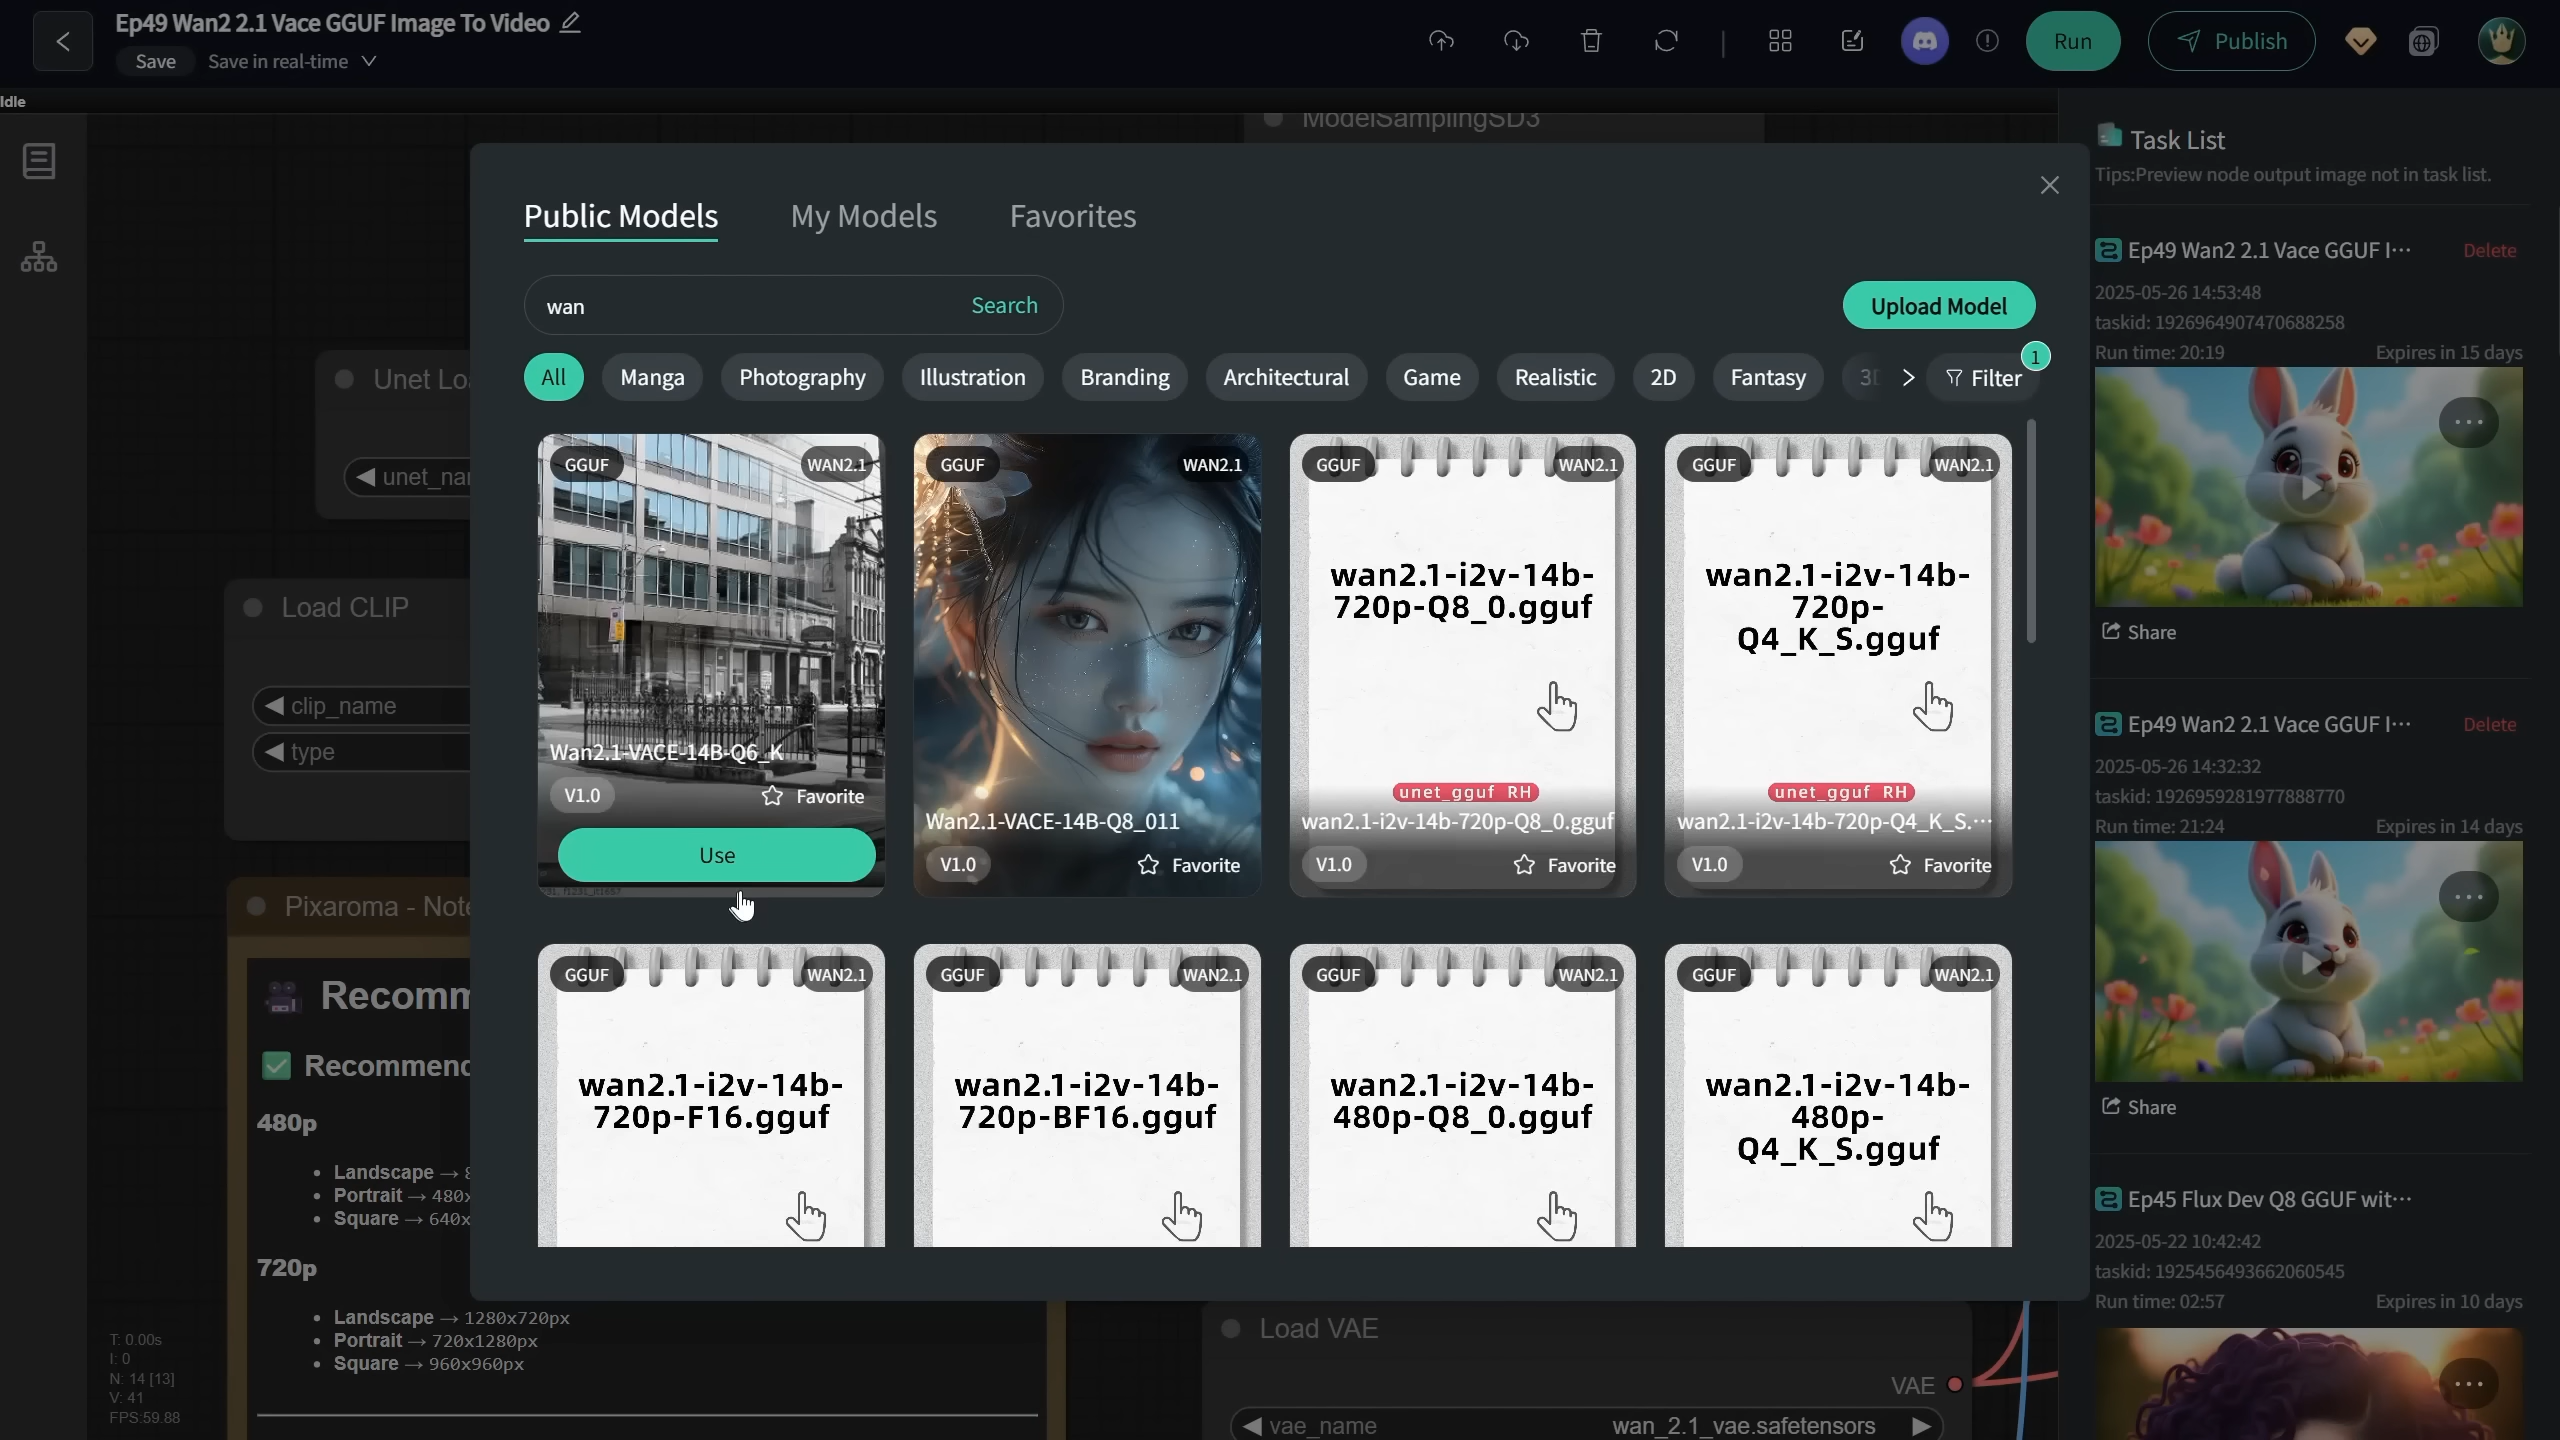 Ep49 Wan2 2.1 Vace GGUF Image To Video
Save
Save in real-time
Run
Publish
Idle
ModelSamplingSD3
Task List
Tips:Preview node output image not in task list.
Public Models
My Models
Favorites
wan
Search
Upload Model
All
Manga
Photography
Illustration
Branding
Architectural
Game
Realistic
2D
Fantasy
Filter
1
GGUF
WAN2.1
Wan2.1-VACE-14B-Q6_K
V1.0
Favorite
Use
GGUF
WAN2.1
Wan2.1-VACE-14B-Q8_011
V1.0
Favorite
GGUF
WAN2.1
wan2.1-i2v-14b-
720p-Q8_0.gguf
unet_gguf RH
wan2.1-i2v-14b-720p-Q8_0.gguf
V1.0
Favorite
GGUF
WAN2.1
wan2.1-i2v-14b-
720p-
Q4_K_S.gguf
unet_gguf RH
wan2.1-i2v-14b-720p-Q4_K_S.···
V1.0
Favorite
GGUF
WAN2.1
wan2.1-i2v-14b-
720p-F16.gguf
GGUF
WAN2.1
wan2.1-i2v-14b-
720p-BF16.gguf
GGUF
WAN2.1
wan2.1-i2v-14b-
480p-Q8_0.gguf
GGUF
WAN2.1
wan2.1-i2v-14b-
480p-
Q4_K_S.gguf
Unet Loa
unet_nar
Load CLIP
clip_name
type
Pixaroma - Note
Recomm
Recommend
480p
• Landscape → 8
• Portrait → 480x
• Square → 640x
720p
• Landscape → 1280x720px
• Portrait → 720x1280px
• Square → 960x960px
T: 0.00s
I: 0
N: 14 [13]
V: 41
FPS:59.88
Load VAE
VAE
vae_name
wan_2.1_vae.safetensors
Ep49 Wan2 2.1 Vace GGUF I···
Delete
2025-05-26 14:53:48
taskid: 1926964907470688258
Run time: 20:19
Expires in 15 days
Share
Ep49 Wan2 2.1 Vace GGUF I···
Delete
2025-05-26 14:32:32
taskid: 1926959281977888770
Run time: 21:24
Expires in 14 days
Share
Ep45 Flux Dev Q8 GGUF wit···
2025-05-22 10:42:42
taskid: 1925456493662060545
Run time: 02:57
Expires in 10 days